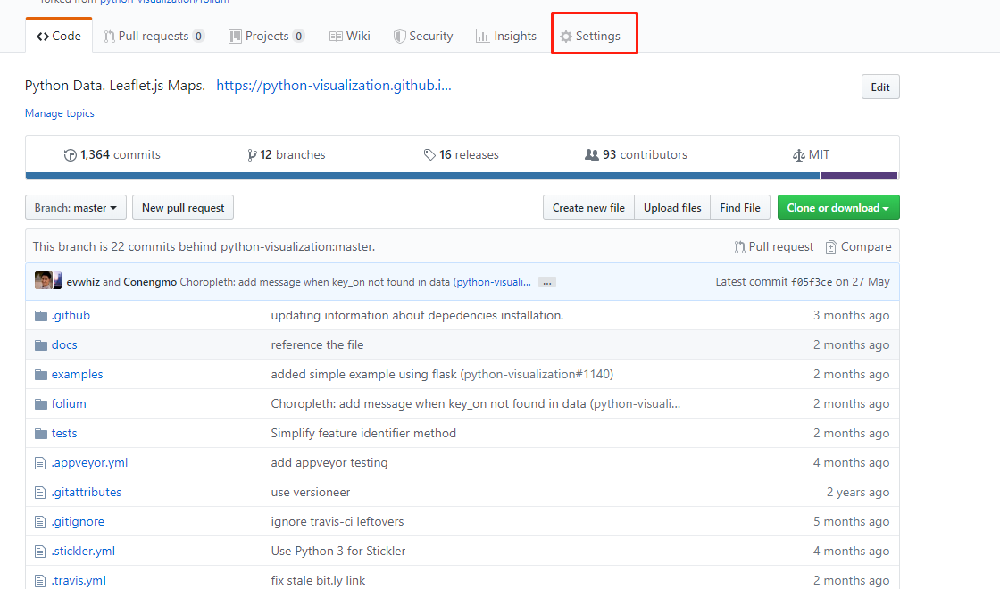 forked from python-visualization/folium
Code Pull requests 0 Projects 0 Wiki Security Insights Settings
Python Data. Leaflet.js Maps. https://python-visualization.github.i... Edit
Manage topics
1,364 commits 12 branches 16 releases 93 contributors MIT
Branch: master New pull request Create new file Upload files Find File Clone or download
This branch is 22 commits behind python-visualization:master. Pull request Compare
evwhiz and Conengmo Choropleth: add message when key_on not found in data (python-visuali... ... Latest commit f05f3ce on 27 May
.github updating information about depedencies installation. 3 months ago
docs reference the file 2 months ago
examples added simple example using flask (python-visualization#1140) 2 months ago
folium Choropleth: add message when key_on not found in data (python-visuali... 2 months ago
tests Simplify feature identifier method 2 months ago
.appveyor.yml add appveyor testing 4 months ago
.gitattributes use versioneer 2 years ago
.gitignore ignore travis-ci leftovers 5 months ago
.stickler.yml Use Python 3 for Stickler 4 months ago
.travis.yml fix stale bit.ly link 2 months ago